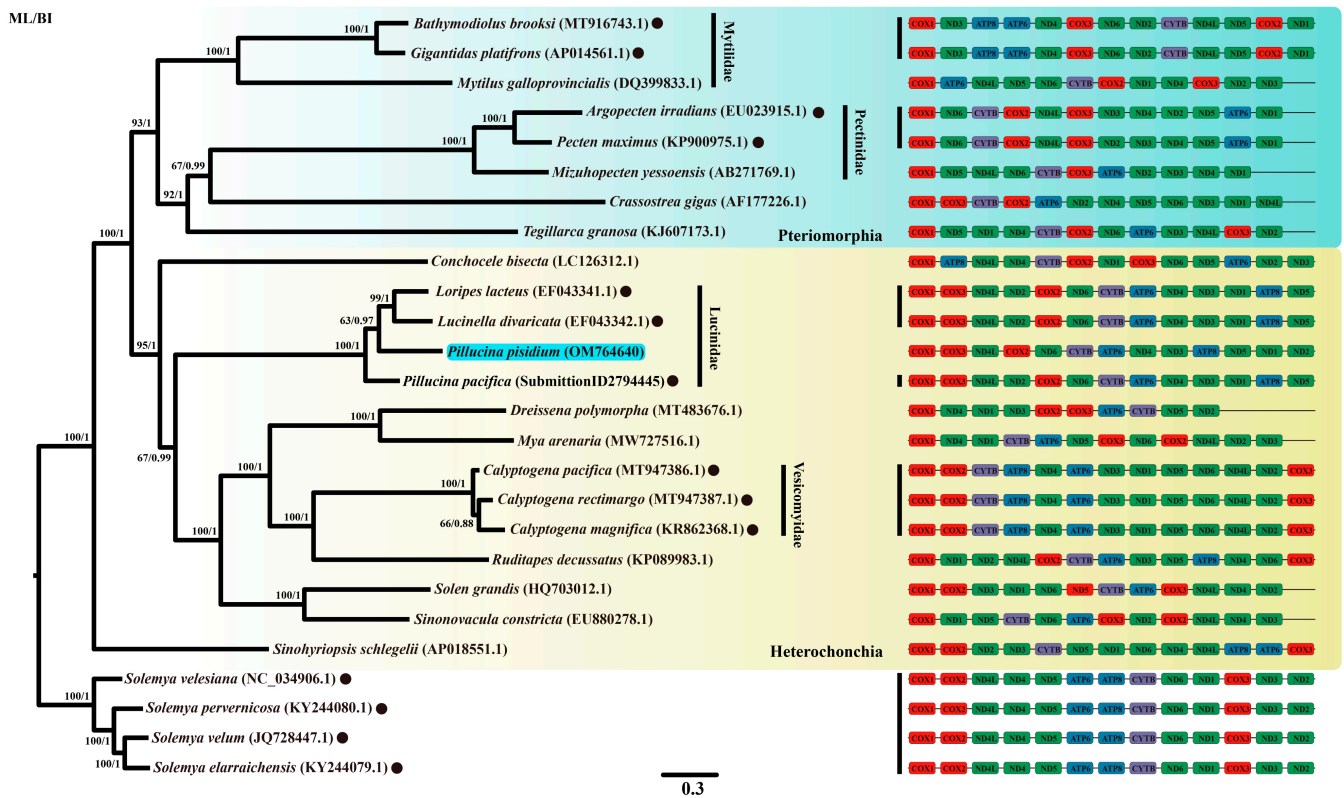 ML/BI
Bathymodiolus brooksi (MT916743.1) COX1 ND3 ATP8 ATP6 ND4 COX3 ND6 ND2 CYTB ND4L ND5 COX2 ND1
Gigantidas platifrons (AP014561.1) COX1 ND3 ATP8 ATP6 ND4 COX3 ND6 ND2 CYTB ND4L ND5 COX2 ND1
Mytilus galloprovincialis (DQ399833.1) COX1 ATP6 ND4L ND5 ND6 CYTB COX2 ND1 ND4 COX3 ND2 ND3
Mytilidae
Argopecten irradians (EU023915.1) COX1 ND6 CYTB COX2 ND4L COX3 ND3 ND4 ND2 ND5 ATP6 ND1
Pecten maximus (KP900975.1) COX1 ND6 CYTB COX2 ND4L COX3 ND2 ND3 ND4 ND5 ATP6 ND1
Mizuhopecten yessoensis (AB271769.1) COX1 ND5 ND4L ND6 CYTB COX3 ATP6 ND2 ND3 ND4 ND1
Pectinidae
Crassostrea gigas (AF177226.1) COX1 COX3 CYTB COX2 ATP6 ND2 ND4 ND5 ND6 ND3 ND1 ND4L
Tegillarca granosa (KJ607173.1) COX1 ND5 ND1 ND4 CYTB COX2 ND6 ATP6 ND3 ND4L COX3 ND2
Pteriomorphia
Conchocele bisecta (LC126312.1) COX1 ATP8 ND4L ND4 CYTB COX2 ND1 COX3 ND6 ND5 ATP6 ND2 ND3
Loripes lacteus (EF043341.1) COX1 COX3 ND4L ND2 COX2 ND6 CYTB ATP6 ND4 ND3 ND1 ATP8 ND5
Lucinella divaricata (EF043342.1) COX1 COX3 ND4L ND2 COX2 ND6 CYTB ATP6 ND4 ND3 ND1 ATP8 ND5
Pillucina pisidium (OM764640) COX1 COX3 ND4L COX2 ND6 CYTB ATP6 ND4 ND3 ATP8 ND5 ND1 ND2
Pillucina pacifica (SubmittionID2794445) COX1 COX3 ND4L ND2 COX2 ND6 CYTB ATP6 ND4 ND3 ND1 ATP8 ND5
Lucinidae
Dreissena polymorpha (MT483676.1) COX1 ND4 ND1 ND3 COX2 COX3 ATP6 CYTB ND5 ND2
Mya arenaria (MW727516.1) COX1 ND4 ND1 CYTB ATP6 ND5 COX3 ND6 COX2 ND4L ND2 ND3
Calyptogena pacifica (MT947386.1) COX1 COX2 CYTB ATP8 ND4 ATP6 ND3 ND1 ND5 ND6 ND4L ND2 COX3
Calyptogena rectimargo (MT947387.1) COX1 COX2 CYTB ATP8 ND4 ATP6 ND3 ND1 ND5 ND6 ND4L ND2 COX3
Calyptogena magnifica (KR862368.1) COX1 COX2 CYTB ATP8 ND4 ATP6 ND3 ND1 ND5 ND6 ND4L ND2 COX3
Vesicomyidae
Ruditapes decussatus (KP089983.1) COX1 ND1 ND2 ND4L COX2 CYTB ATP6 ND3 ND5 ATP8 ND4 ND6 COX3
Solen grandis (HQ703012.1) COX1 COX2 ND3 ND1 ND6 ND5 CYTB ATP6 COX3 ND4L ND4 ND2
Sinonovacula constricta (EU880278.1) COX1 ND1 ND5 CYTB ND6 ATP6 COX3 ND2 COX2 ND4L ND4 ND3
Sinohyriopsis schlegelii (AP018551.1) COX1 COX2 ND2 ND3 CYTB ND5 ND1 ND6 ND4 ND4L ATP8 ATP6 COX3
Heterochonchia
Solemya velesiana (NC_034906.1) COX1 COX2 ND4L ND4 ND5 ATP6 ATP8 CYTB ND6 ND1 COX3 ND3 ND2
Solemya pervernicosa (KY244080.1) COX1 COX2 ND4L ND4 ND5 ATP6 ATP8 CYTB ND6 ND1 COX3 ND3 ND2
Solemya velum (JQ728447.1) COX1 COX2 ND4L ND4 ND5 ATP6 ATP8 CYTB ND6 ND1 COX3 ND3 ND2
Solemya elarraichensis (KY244079.1) COX1 COX2 ND4L ND4 ND5 ATP6 ATP8 CYTB ND6 ND1 COX3 ND3 ND2
100/1
100/1
93/1
100/1
100/1
67/0.99
92/1
100/1
99/1
63/0.97
95/1
100/1
100/1
100/1
67/0.99
100/1
100/1
100/1
66/0.88
100/1
100/1
100/1
100/1
100/1
100/1
0.3